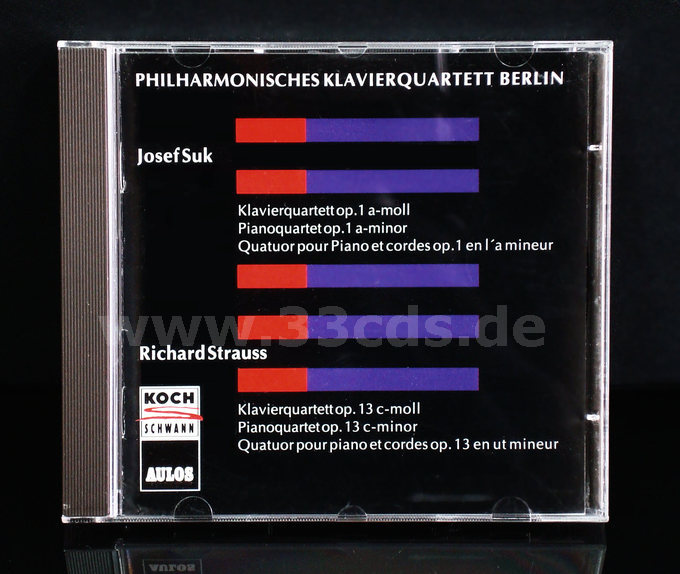 PHILHARMONISCHES KLAVIERQUARTETT BERLIN
Josef Suk
Klavierquartett op.1 a-moll
Pianoquartet op.1 a-minor
Quatuor pour Piano et cordes op.1 en l´a mineur
www.33cds.de
Richard Strauss
KOCH
SCHWANN
AULOS
Klavierquartett op. 13 c-moll
Pianoquartet op. 13 c-minor
Quatuor pour piano et cordes op. 13 en ut mineur
AULOS